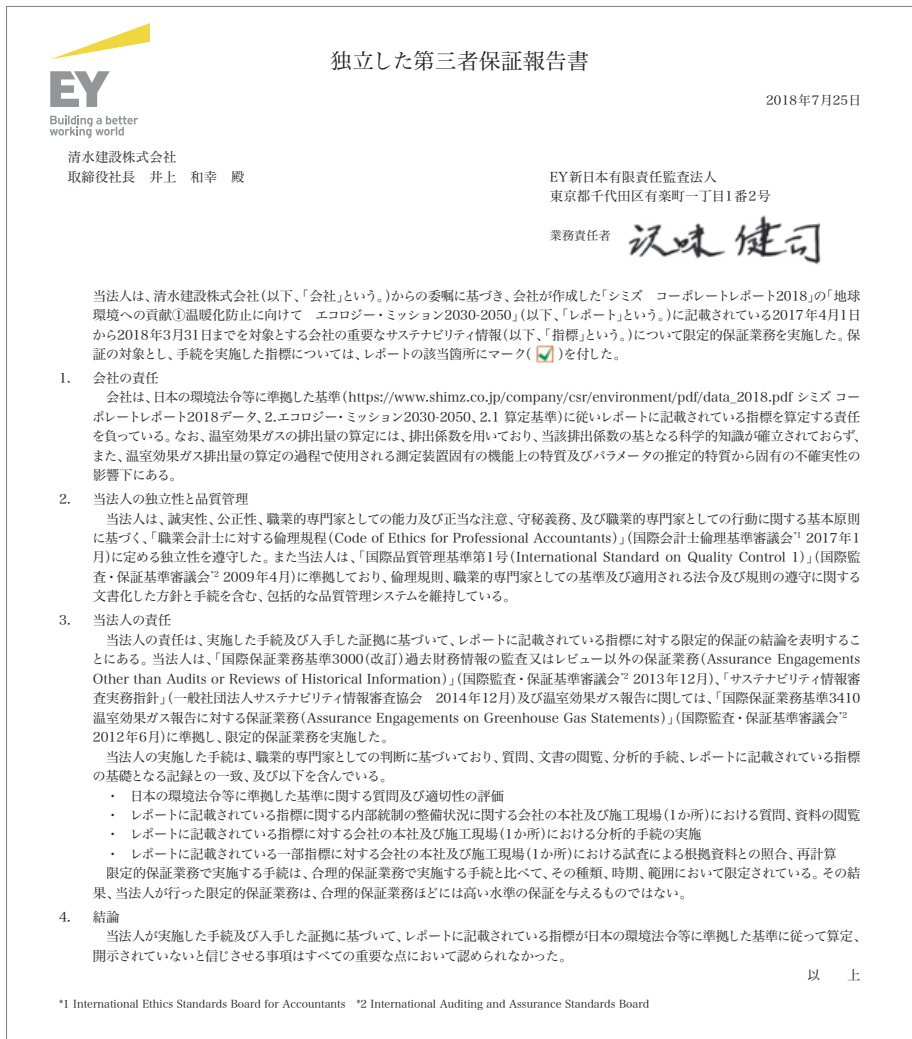 EY
Building a better
working world
独立した第三者保証報告書
2018年7月25日
清水建設株式会社
取締役社長 井上 和幸 殿
EY新日本有限責任監査法人
東京都千代田区有楽町一丁目1番2号
業務責任者 沢味 健司
当法人は、清水建設株式会社(以下、「会社」という。)からの委嘱に基づき、会社が作成した「シミズ コーポレートレポート2018」の「地球
環境への貢献①温暖化防止に向けて エコロジー・ミッション2030-2050」(以下、「レポート」という。)に記載されている2017年4月1日
から2018年3月31日までを対象とする会社の重要なサステナビリティ情報(以下、「指標」という。)について限定的保証業務を実施した。保
証の対象とし、手続を実施した指標については、レポートの該当箇所にマーク( ✓ )を付した。
1. 会社の責任
会社は、日本の環境法令等に準拠した基準(https://www.shimz.co.jp/company/csr/environment/pdf/data_2018.pdf シミズ コー
ポレートレポート2018データ、2.エコロジー・ミッション2030-2050、2.1 算定基準)に従いレポートに記載されている指標を算定する責任
を負っている。なお、温室効果ガスの排出量の算定には、排出係数を用いており、当該排出係数の基となる科学的知識が確立されておらず、
また、温室効果ガス排出量の算定の過程で使用される測定装置固有の機能上の特質及びパラメータの推定的特質から固有の不確実性の
影響下にある。
2. 当法人の独立性と品質管理
当法人は、誠実性、公正性、職業的専門家としての能力及び正当な注意、守秘義務、及び職業的専門家としての行動に関する基本原則
に基づく、「職業会計士に対する倫理規程(Code of Ethics for Professional Accountants)」(国際会計士倫理基準審議会*1 2017年1
月)に定める独立性を遵守した。また当法人は、「国際品質管理基準第1号(International Standard on Quality Control 1)」(国際監
査・保証基準審議会*2 2009年4月)に準拠しており、倫理規則、職業的専門家としての基準及び適用される法令及び規則の遵守に関する
文書化した方針と手続を含む、包括的な品質管理システムを維持している。
3. 当法人の責任
当法人の責任は、実施した手続及び入手した証拠に基づいて、レポートに記載されている指標に対する限定的保証の結論を表明するこ
とにある。当法人は、「国際保証業務基準3000(改訂)過去財務情報の監査又はレビュー以外の保証業務(Assurance Engagements
Other than Audits or Reviews of Historical Information)」(国際監査・保証基準審議会*2 2013年12月)、「サステナビリティ情報審
査実務指針」(一般社団法人サステナビリティ情報審査協会 2014年12月)及び温室効果ガス報告に関しては、「国際保証業務基準3410
温室効果ガス報告に対する保証業務(Assurance Engagements on Greenhouse Gas Statements)」(国際監査・保証基準審議会*2
2012年6月)に準拠し、限定的保証業務を実施した。
当法人の実施した手続は、職業的専門家としての判断に基づいており、質問、文書の閲覧、分析的手続、レポートに記載されている指標
の基礎となる記録との一致、及び以下を含んでいる。
・ 日本の環境法令等に準拠した基準に関する質問及び適切性の評価
・ レポートに記載されている指標に関する内部統制の整備状況に関する会社の本社及び施工現場(1か所)における質問、資料の閲覧
・ レポートに記載されている指標に対する会社の本社及び施工現場(1か所)における分析的手続の実施
・ レポートに記載されている一部指標に対する会社の本社及び施工現場(1か所)における試査による根拠資料との照合、再計算
限定的保証業務で実施する手続は、合理的保証業務で実施する手続と比べて、その種類、時期、範囲において限定されている。その結
果、当法人が行った限定的保証業務は、合理的保証業務ほどには高い水準の保証を与えるものではない。
4. 結論
当法人が実施した手続及び入手した証拠に基づいて、レポートに記載されている指標が日本の環境法令等に準拠した基準に従って算定、
開示されていないと信じさせる事項はすべての重要な点において認められなかった。
以 上
*1 International Ethics Standards Board for Accountants *2 International Auditing and Assurance Standards Board